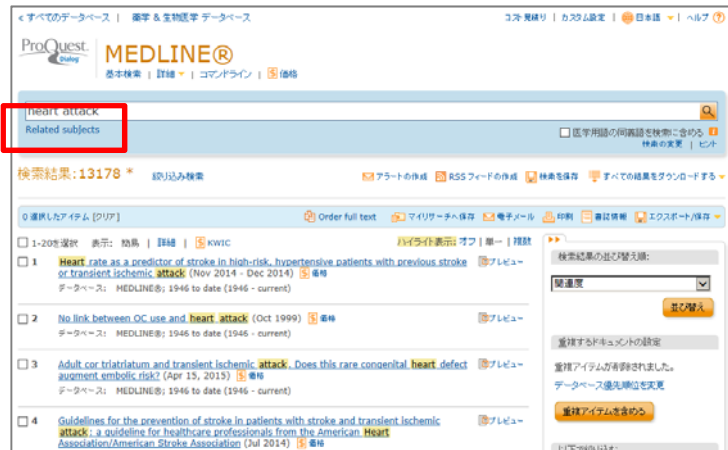 < すべてのデータベース | 薬学 & 生物医学 データベース
コスト見積り | カスタム設定 | 日本語 | ヘルプ ?
ProQuest
Dialog
MEDLINE®
基本検索 | 詳細 | コマンドライン | $ 価格
heart attack
Related subjects
医学用語の同義語を検索に含める
検索の変更 | ヒント
検索結果:13178 * 絞り込み検索
アラートの作成 RSSフィードの作成 検索を保存 すべての結果をダウンロードする
0 選択したアイテム [クリア]
Order full text マイリサーチへ保存 電子メール 印刷 書誌情報 エクスポート/保存
1-20を選択 表示: 簡易 | 詳細 | $ KWIC
ハイライト表示: オフ | 単一 | 複数
1 Heart rate as a predictor of stroke in high-risk, hypertensive patients with previous stroke
or transient ischemic attack (Nov 2014 - Dec 2014) $ 価格
プレビュー
データベース: MEDLINE®; 1946 to date (1946 - current)
2 No link between OC use and heart attack (Oct 1999) $ 価格
プレビュー
データベース: MEDLINE®; 1946 to date (1946 - current)
3 Adult cor triatriatum and transient ischemic attack. Does this rare congenital heart defect
augment embolic risk? (Apr 15, 2015) $ 価格
プレビュー
データベース: MEDLINE®; 1946 to date (1946 - current)
4 Guidelines for the prevention of stroke in patients with stroke and transient ischemic
attack: a guideline for healthcare professionals from the American Heart
Association/American Stroke Association (Jul 2014) $ 価格
プレビュー
検索結果の並び替え順:
関連度
並び替え
重複するドキュメントの設定
重複アイテムが削除されました。
データベース優先順位を変更
重複アイテムを含める